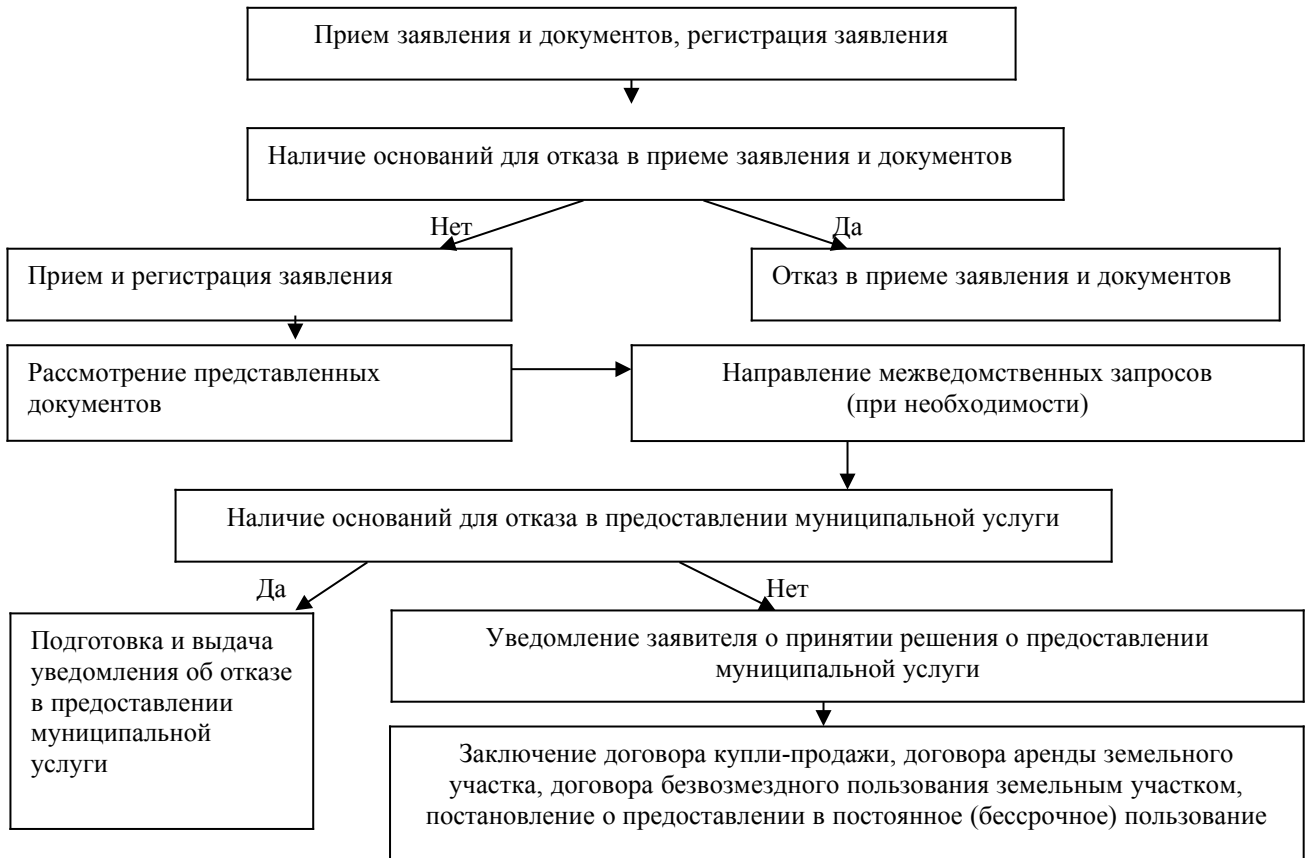 Прием заявления и документов, регистрация заявления
Наличие оснований для отказа в приеме заявления и документов
Нет
Да
Прием и регистрация заявления
Отказ в приеме заявления и документов
Рассмотрение представленных
документов
Направление межведомственных запросов
(при необходимости)
Наличие оснований для отказа в предоставлении муниципальной услуги
Да
Нет
Подготовка и выдача
уведомления об отказе
в предоставлении
муниципальной
услуги
Уведомление заявителя о принятии решения о предоставлении
муниципальной услуги
Заключение договора купли-продажи, договора аренды земельного
участка, договора безвозмездного пользования земельным участком,
постановление о предоставлении в постоянное (бессрочное) пользование